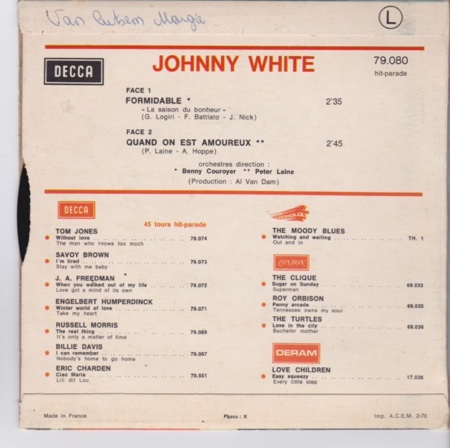 Van
L
DECCA
JOHNNY WHITE
79.080
hit-parade
FACE 1
FORMIDABLE *
2'35
« La saison du bonheur »
(G. Logiri - F. Battiato - J. Nick)
FACE 2
QUAND ON EST AMOUREUX **
2'45
(P. Laine - A. Hoppe)
orchestres direction :
* Benny Couroyer ** Peter Laine
(Production : Al Van Dam)
DECCA
45 tours hit-parade
TOM JONES
Without love 79.074
The man who knows too much
SAVOY BROWN
I'm tired 79.073
Stay with me baby
J. A. FREEDMAN
When you walked out of my life 79.072
Love got a mind of its own
ENGELBERT HUMPERDINCK
Winter world of love 79.071
Take my heart
RUSSELL MORRIS
The real thing 79.069
It's only a matter of time
BILLIE DAVIS
I can remember 79.067
Nobody's home to go home
ERIC CHARDEN
Ciao Maria 79.551
Lili dit Lou
THE MOODY BLUES
Watching and waiting TH. 1
Out and in
LONDON
THE CLIQUE
Sugar on Sunday 69.033
Superman
ROY ORBISON
Penny arcade 69.035
Tennessee owns my soul
THE TURTLES
Love in the city 69.036
Bachelor mother
DERAM
LOVE CHILDREN
Easy squeezy 17.036
Every little step
Made in France
Photo : X
Imp. A.C.E.M. 2-70